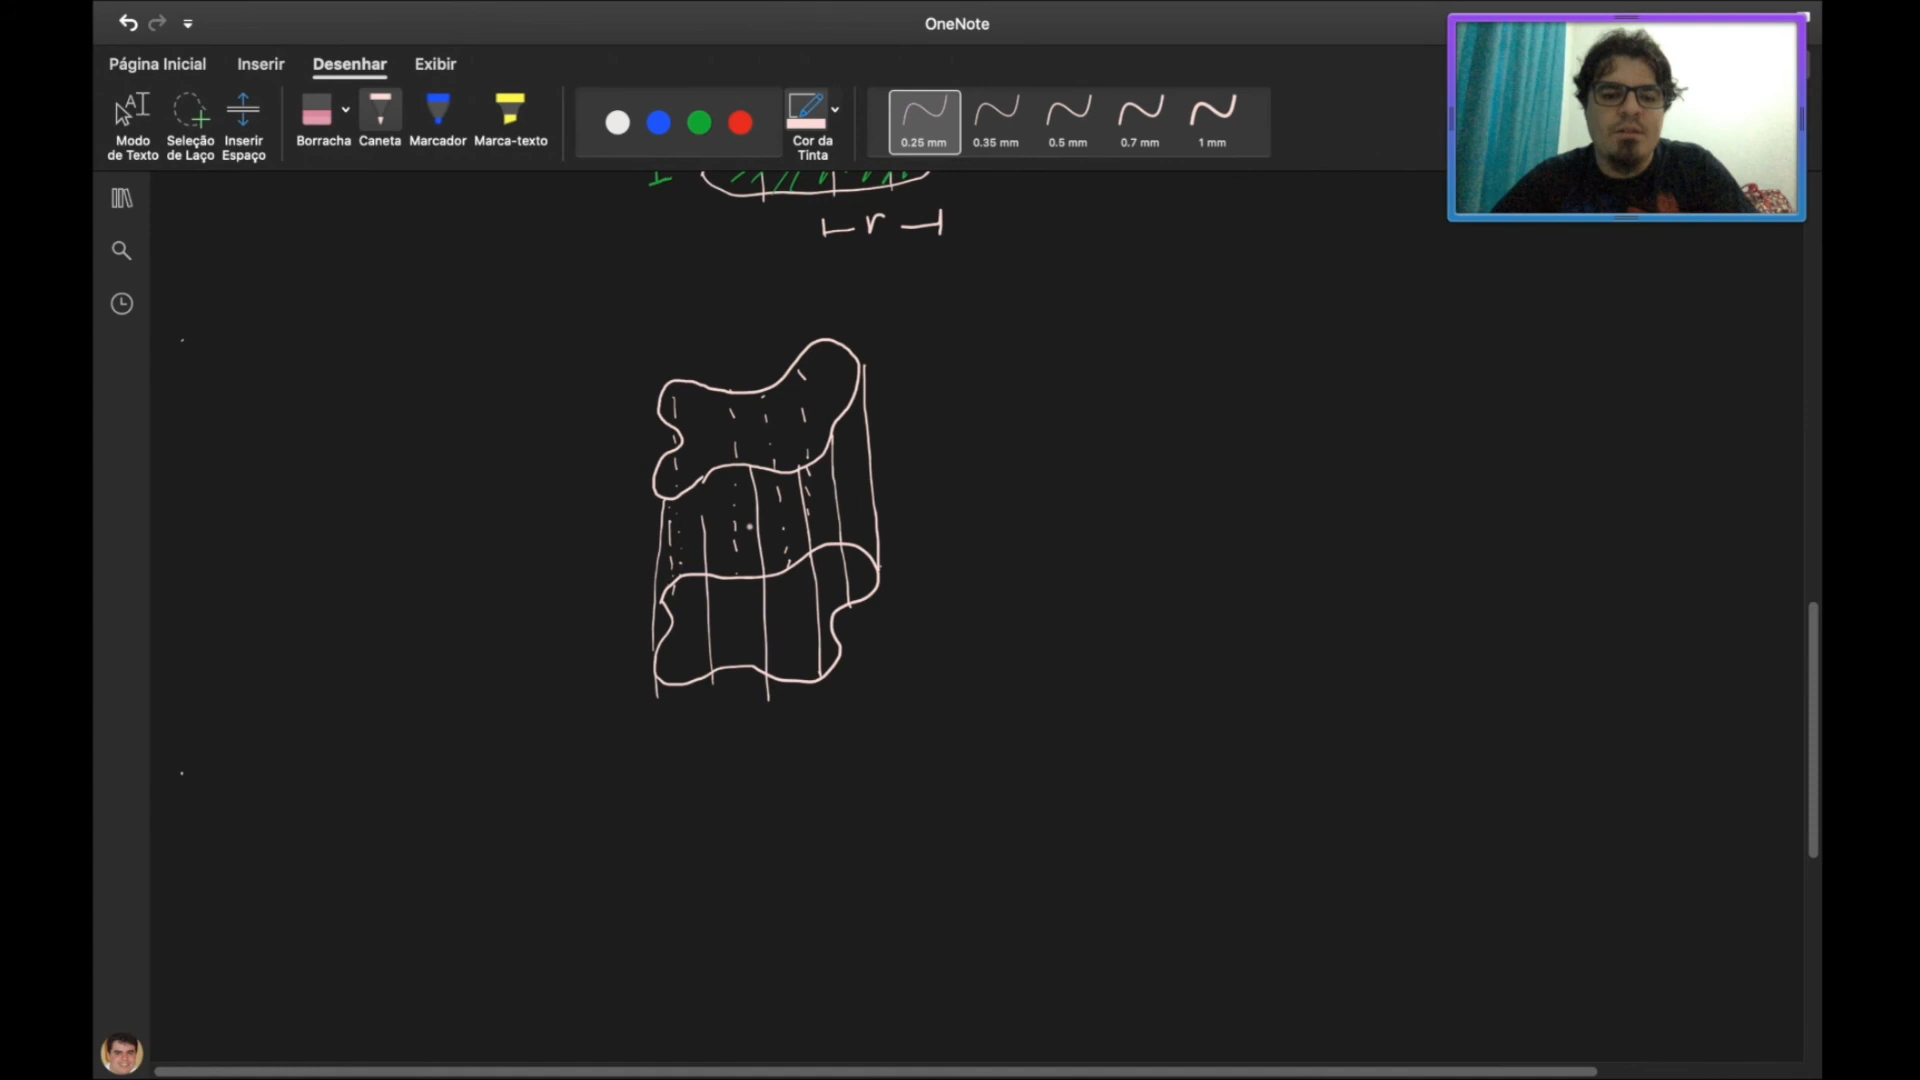 OneNote
Página Inicial
Inserir
Desenhar
Exibir
Modo de Texto
Seleção de Laço
Inserir Espaço
Borracha
Caneta
Marcador
Marca-texto
Cor da Tinta
0.25 mm
0.35 mm
0.5 mm
0.7 mm
1 mm
r